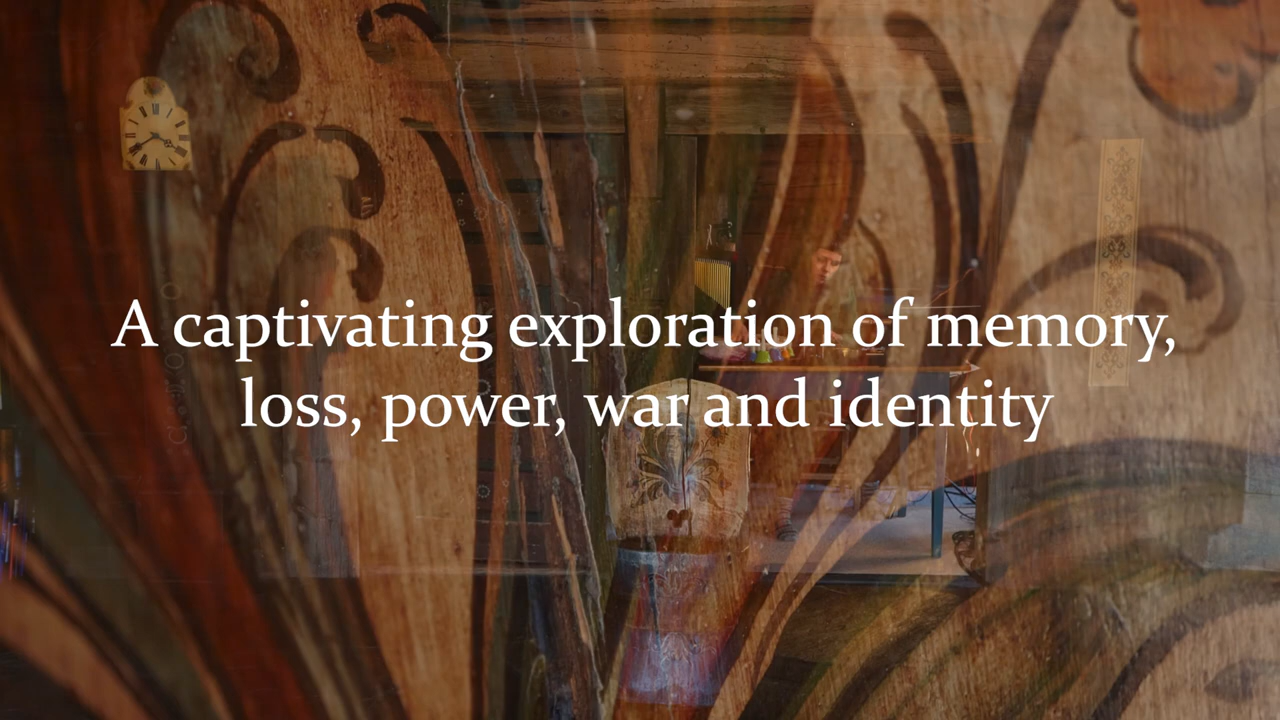 A captivating exploration of memory,
loss, power, war and identity